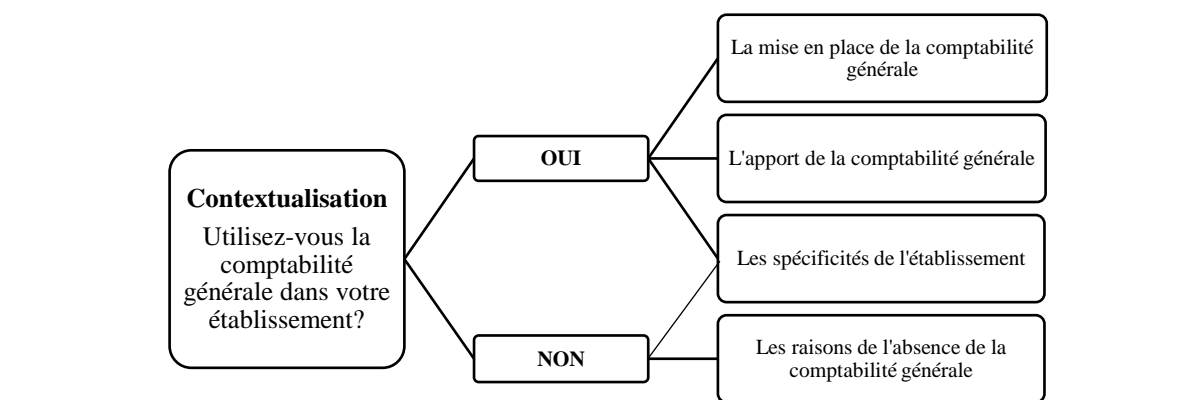 Contextualisation
Utilisez-vous la
comptabilité
générale dans votre
établissement?
OUI
NON
La mise en place de la comptabilité
générale
L'apport de la comptabilité générale
Les spécificités de l'établissement
Les raisons de l'absence de la
comptabilité générale